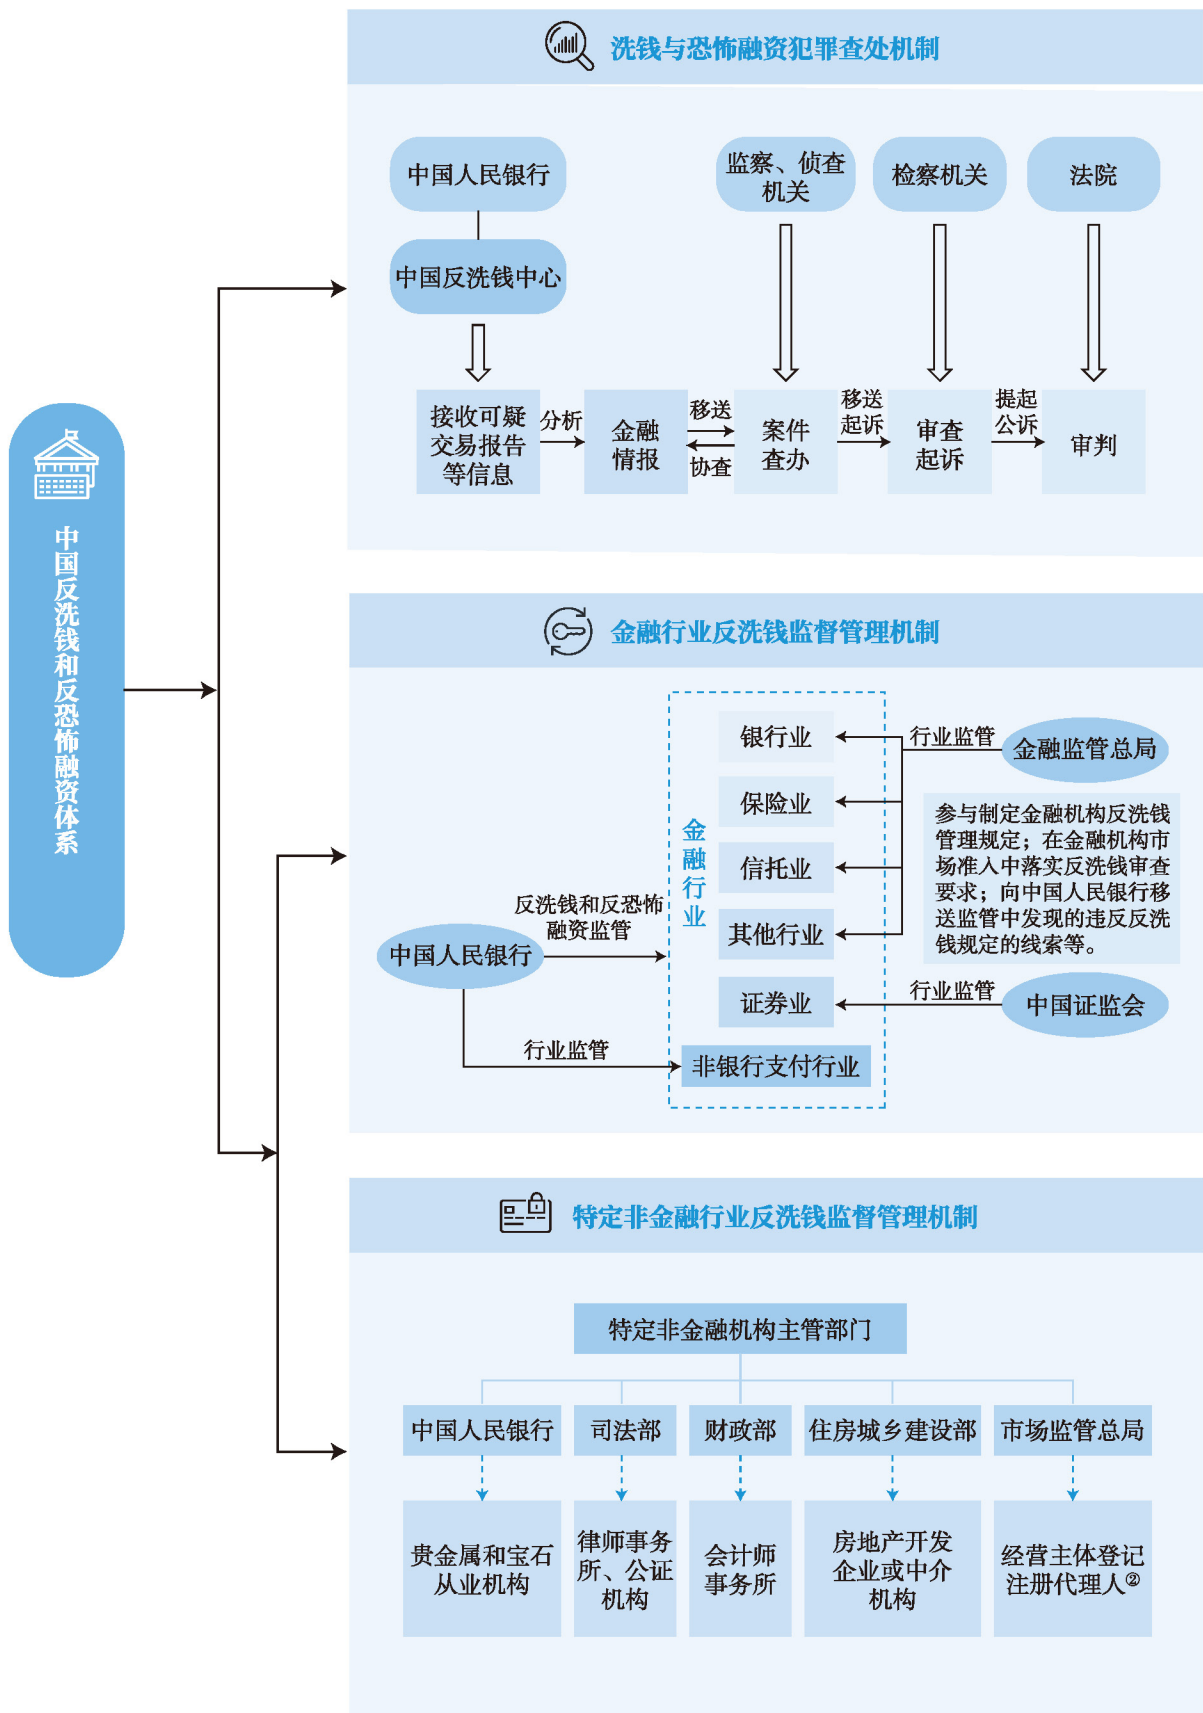 中国反洗钱和反恐怖融资体系
洗钱与恐怖融资犯罪查处机制
中国人民银行
监察、侦查
机关
检察机关
法院
中国反洗钱中心
接收可疑
交易报告
等信息
分析
金融
情报
移送
协查
案件
查办
移送
起诉
审查
起诉
提起
公诉
审判
金融行业反洗钱监督管理机制
金融行业
银行业
保险业
信托业
其他行业
证券业
非银行支付行业
行业监管
金融监管总局
参与制定金融机构反洗钱
管理规定；在金融机构市
场准入中落实反洗钱审查
要求；向中国人民银行移
送监管中发现的违反反洗
钱规定的线索等。
反洗钱和反恐怖
融资监管
中国人民银行
行业监管
中国证监会
行业监管
特定非金融行业反洗钱监督管理机制
特定非金融机构主管部门
中国人民银行
司法部
财政部
住房城乡建设部
市场监管总局
贵金属和宝石
从业机构
律师事务
所、公证
机构
会计师
事务所
房地产开发
企业或中介
机构
经营主体登记
注册代理人②